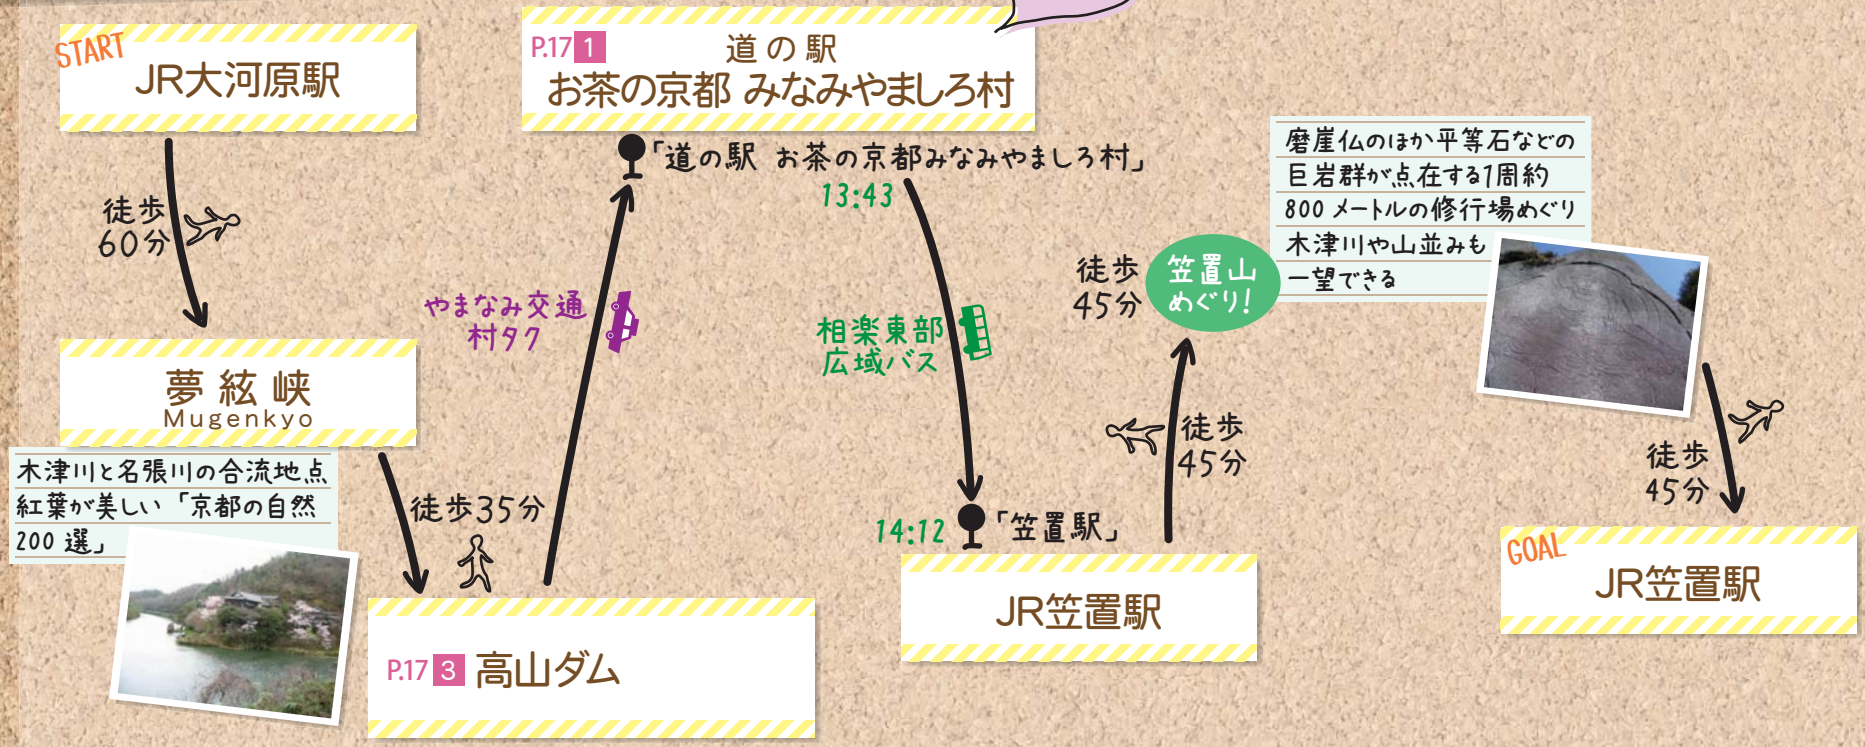 START
JR大河原駅
徒歩
60分
夢絃峡
Mugenkyo
木津川と名張川の合流地点
紅葉が美しい「京都の自然
200選」
徒歩35分
P.17 3 高山ダム
やまなみ交通
村タク
P.17 1
道の駅
お茶の京都 みなみやましろ村
「道の駅 お茶の京都みなみやましろ村」
13:43
相楽東部
広域バス
14:12
「笠置駅」
JR笠置駅
徒歩
45分
徒歩
45分
笠置山
めぐり!
磨崖仏のほか平等石などの
巨岩群が点在する1周約
800メートルの修行場めぐり
木津川や山並みも
一望できる
徒歩
45分
GOAL
JR笠置駅